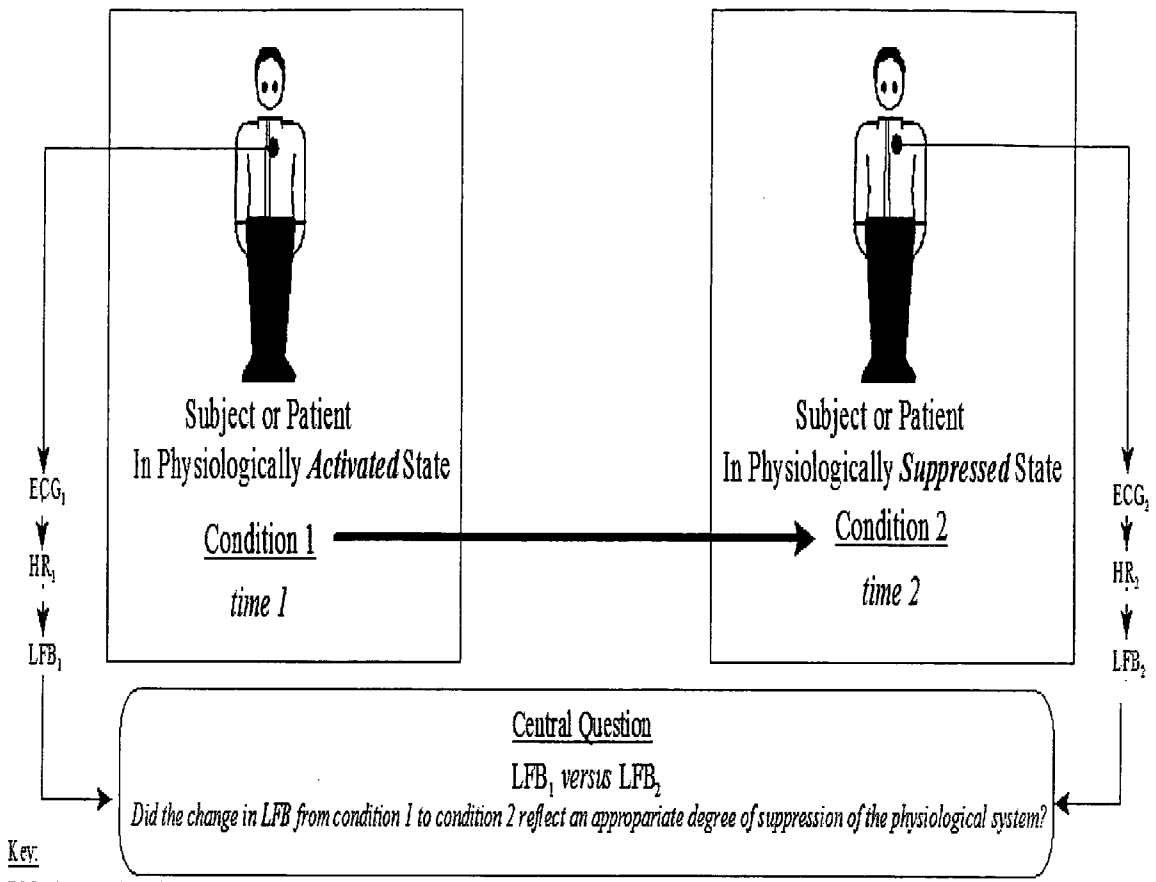 Subject or Patient
In Physiologically Activated State
Condition 1
time 1
Subject or Patient
In Physiologically Suppressed State
Condition 2
time 2
ECG₁
HR₁
LFB₁
ECG₂
HR₂
LFB₂
Central Question
LFB₁ versus LFB₂
Did the change in LFB from condition 1 to condition 2 reflect an appropariate degree of suppression of the physiological system?
Key: